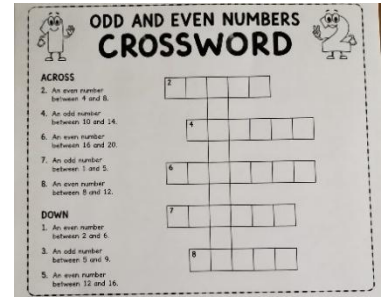 ODD AND EVEN NUMBERS
CROSSWORD
ACROSS
2. An even number
between 4 and 8.
4. An odd number
between 10 and 14.
6. An even number
between 16 and 20.
7. An odd number
between 1 and 5.
8. An even number
between 8 and 12.
DOWN
1. An even number
between 2 and 6.
3. An odd number
between 5 and 9.
5. An even number
between 12 and 16.
2
4
6
7
8